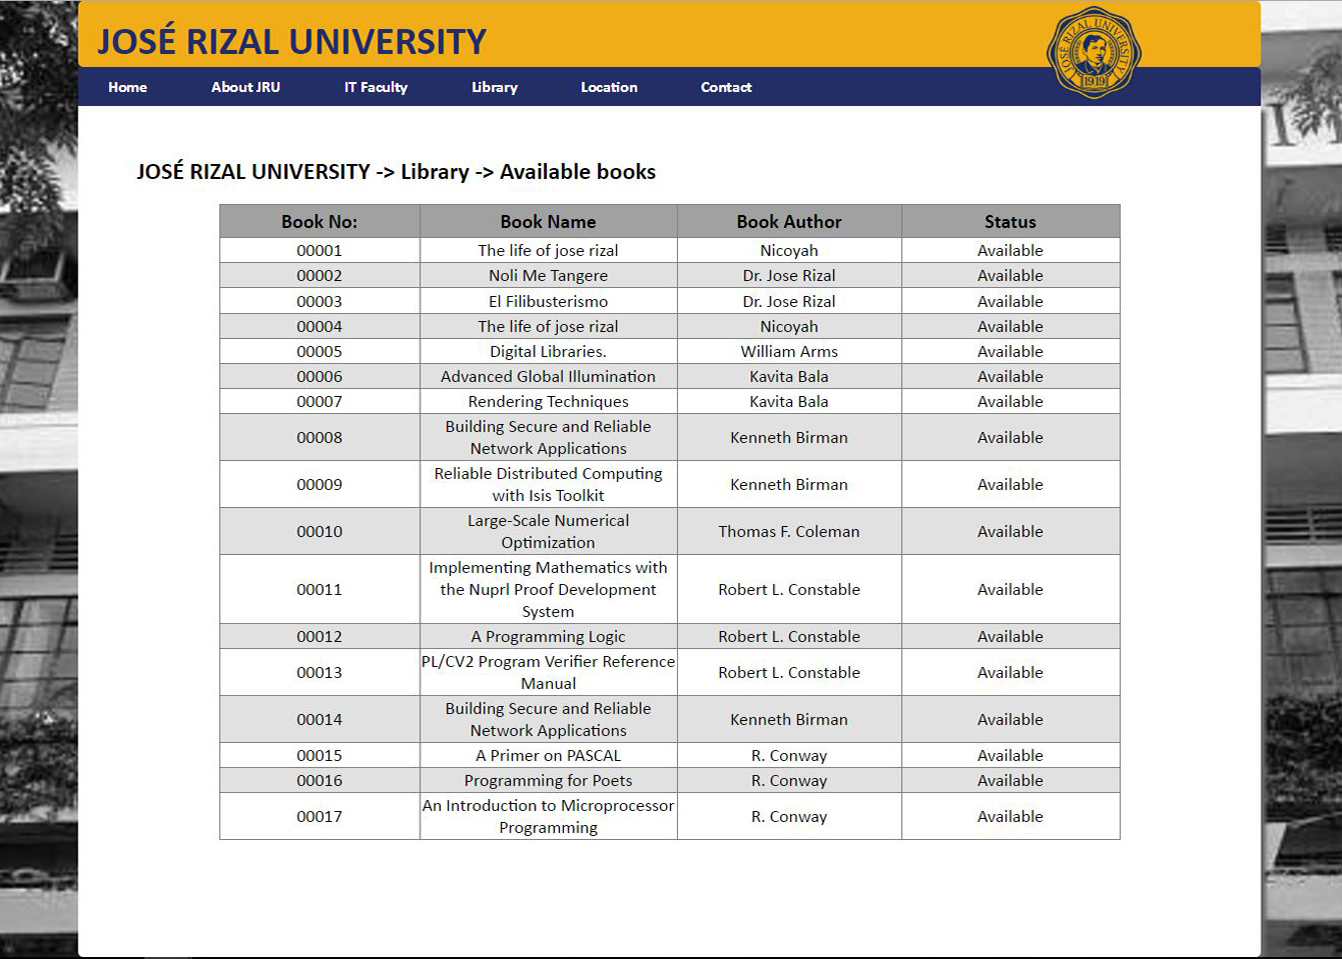 JOSÉ RIZAL UNIVERSITY
JOSÉ RIZAL UNIVERSITY
1919
Home About JRU IT Faculty Library Location Contact
JOSÉ RIZAL UNIVERSITY -> Library -> Available books
Book No: Book Name Book Author Status
00001 The life of jose rizal Nicoyah Available
00002 Noli Me Tangere Dr. Jose Rizal Available
00003 El Filibusterismo Dr. Jose Rizal Available
00004 The life of jose rizal Nicoyah Available
00005 Digital Libraries. William Arms Available
00006 Advanced Global Illumination Kavita Bala Available
00007 Rendering Techniques Kavita Bala Available
00008 Building Secure and Reliable
Network Applications Kenneth Birman Available
00009 Reliable Distributed Computing
with Isis Toolkit Kenneth Birman Available
00010 Large-Scale Numerical
Optimization Thomas F. Coleman Available
00011 Implementing Mathematics with
the Nuprl Proof Development
System Robert L. Constable Available
00012 A Programming Logic Robert L. Constable Available
00013 PL/CV2 Program Verifier Reference
Manual Robert L. Constable Available
00014 Building Secure and Reliable
Network Applications Kenneth Birman Available
00015 A Primer on PASCAL R. Conway Available
00016 Programming for Poets R. Conway Available
00017 An Introduction to Microprocessor
Programming R. Conway Available